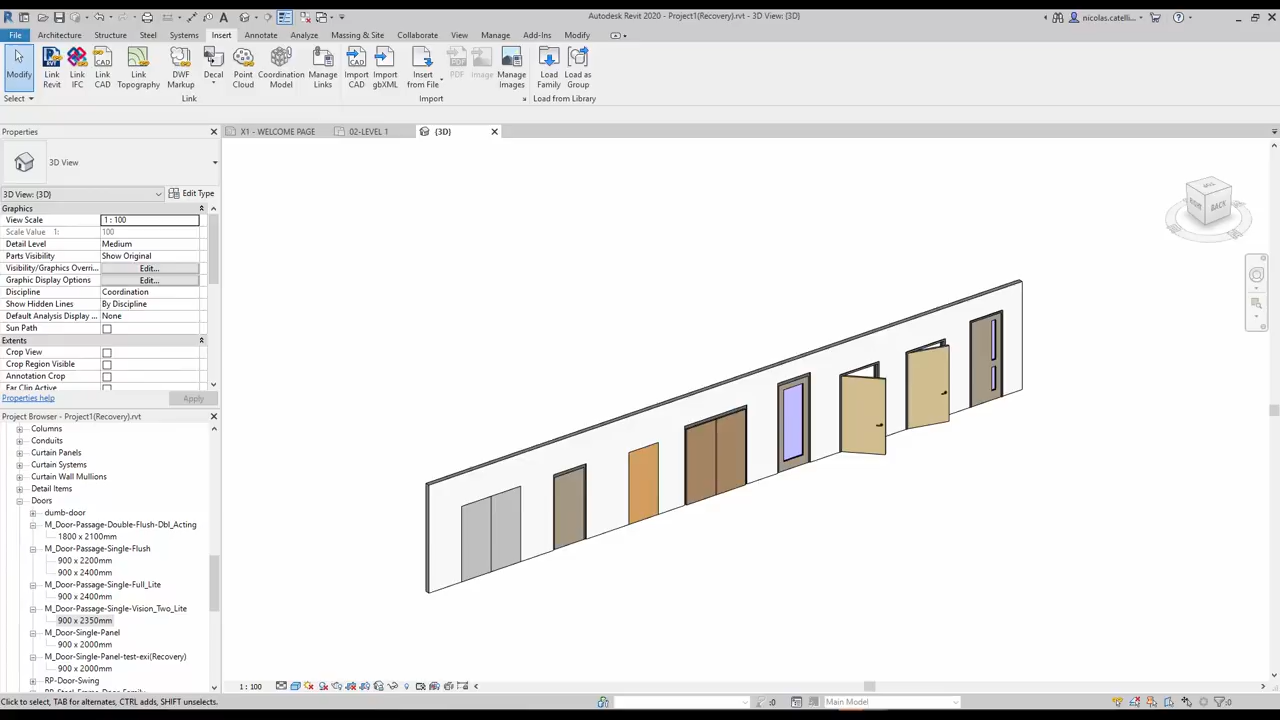 Autodesk Revit 2020 - Project1(Recovery).rvt - 3D View: {3D}
nicolas.catelli...
File Architecture Structure Steel Systems Insert Annotate Analyze Massing & Site Collaborate View Manage Add-Ins Modify
Modify
Link Revit
Link IFC
Link CAD
Link Topography
DWF Markup
Decal
Point Cloud
Coordination Model
Manage Links
Import CAD
Import gbXML
Insert from File
PDF
Image
Manage Images
Load Family
Load as Group
Select
Link
Import
Load from Library
Properties
X1 - WELCOME PAGE
02-LEVEL 1
{3D}
3D View
3D View: {3D}
Edit Type
Graphics
View Scale 1 : 100
Scale Value 1: 100
Detail Level Medium
Parts Visibility Show Original
Visibility/Graphics Overri... Edit...
Graphic Display Options Edit...
Discipline Coordination
Show Hidden Lines By Discipline
Default Analysis Display ... None
Sun Path
Extents
Crop View
Crop Region Visible
Annotation Crop
Far Clip Active
Properties help
Apply
BACK
Project Browser - Project1(Recovery).rvt
Columns
Conduits
Curtain Panels
Curtain Systems
Curtain Wall Mullions
Detail Items
Doors
dumb-door
M_Door-Passage-Double-Flush-Dbl_Acting
1800 x 2100mm
M_Door-Passage-Single-Flush
900 x 2200mm
900 x 2400mm
M_Door-Passage-Single-Full_Lite
900 x 2400mm
M_Door-Passage-Single-Vision_Two_Lite
900 x 2350mm
M_Door-Single-Panel
900 x 2000mm
M_Door-Single-Panel-test-exi(Recovery)
900 x 2000mm
RP-Door-Swing
1 : 100
Click to select, TAB for alternates, CTRL adds, SHIFT unselects.
:0
Main Model
:0